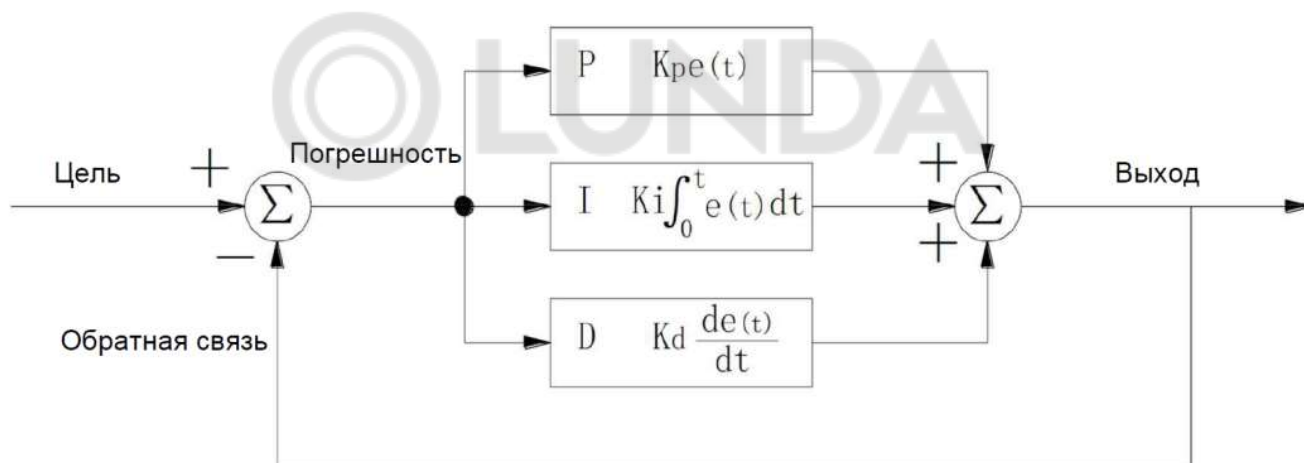 LUNDA
P Kpe(t)
Погрешность
Цель
+
Σ
I Ki∫₀ᵗe(t)dt
+
Σ
+
Выход
−
Обратная связь
D Kd de(t)/dt